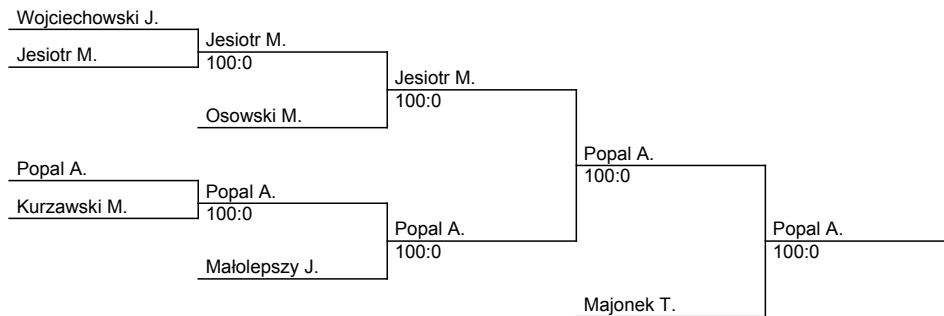 Wojciechowski J.
Jesiotr M.
Jesiotr M.
100:0
Jesiotr M.
100:0
Osowski M.
Popal A.
100:0
Popal A.
Kurzawski M.
Popal A.
100:0
Popal A.
100:0
Popal A.
100:0
Małolepszy J.
Majonek T.